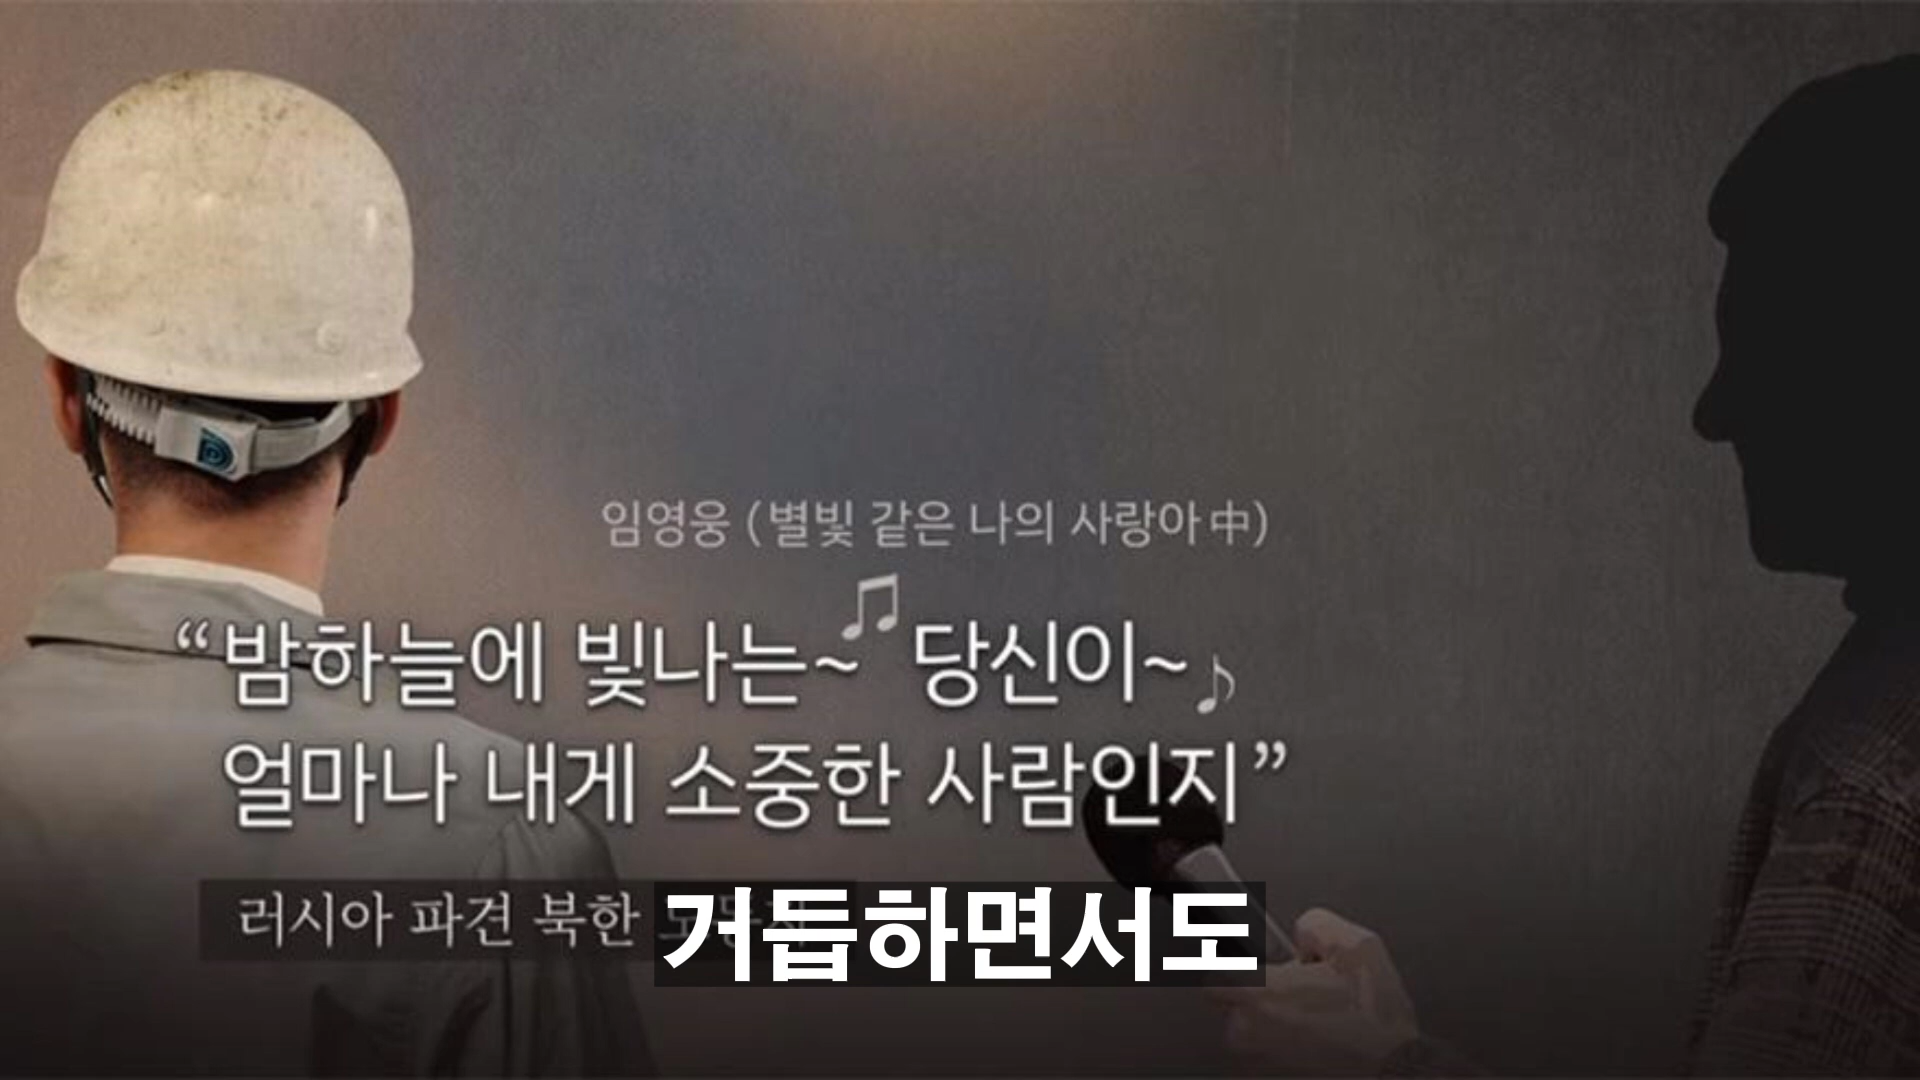 임영웅 (별빛 같은 나의 사랑아 中)
“밤하늘에 빛나는~ 당신이~
얼마나 내게 소중한 사람인지”
러시아 파견 북한
거듭하면서도